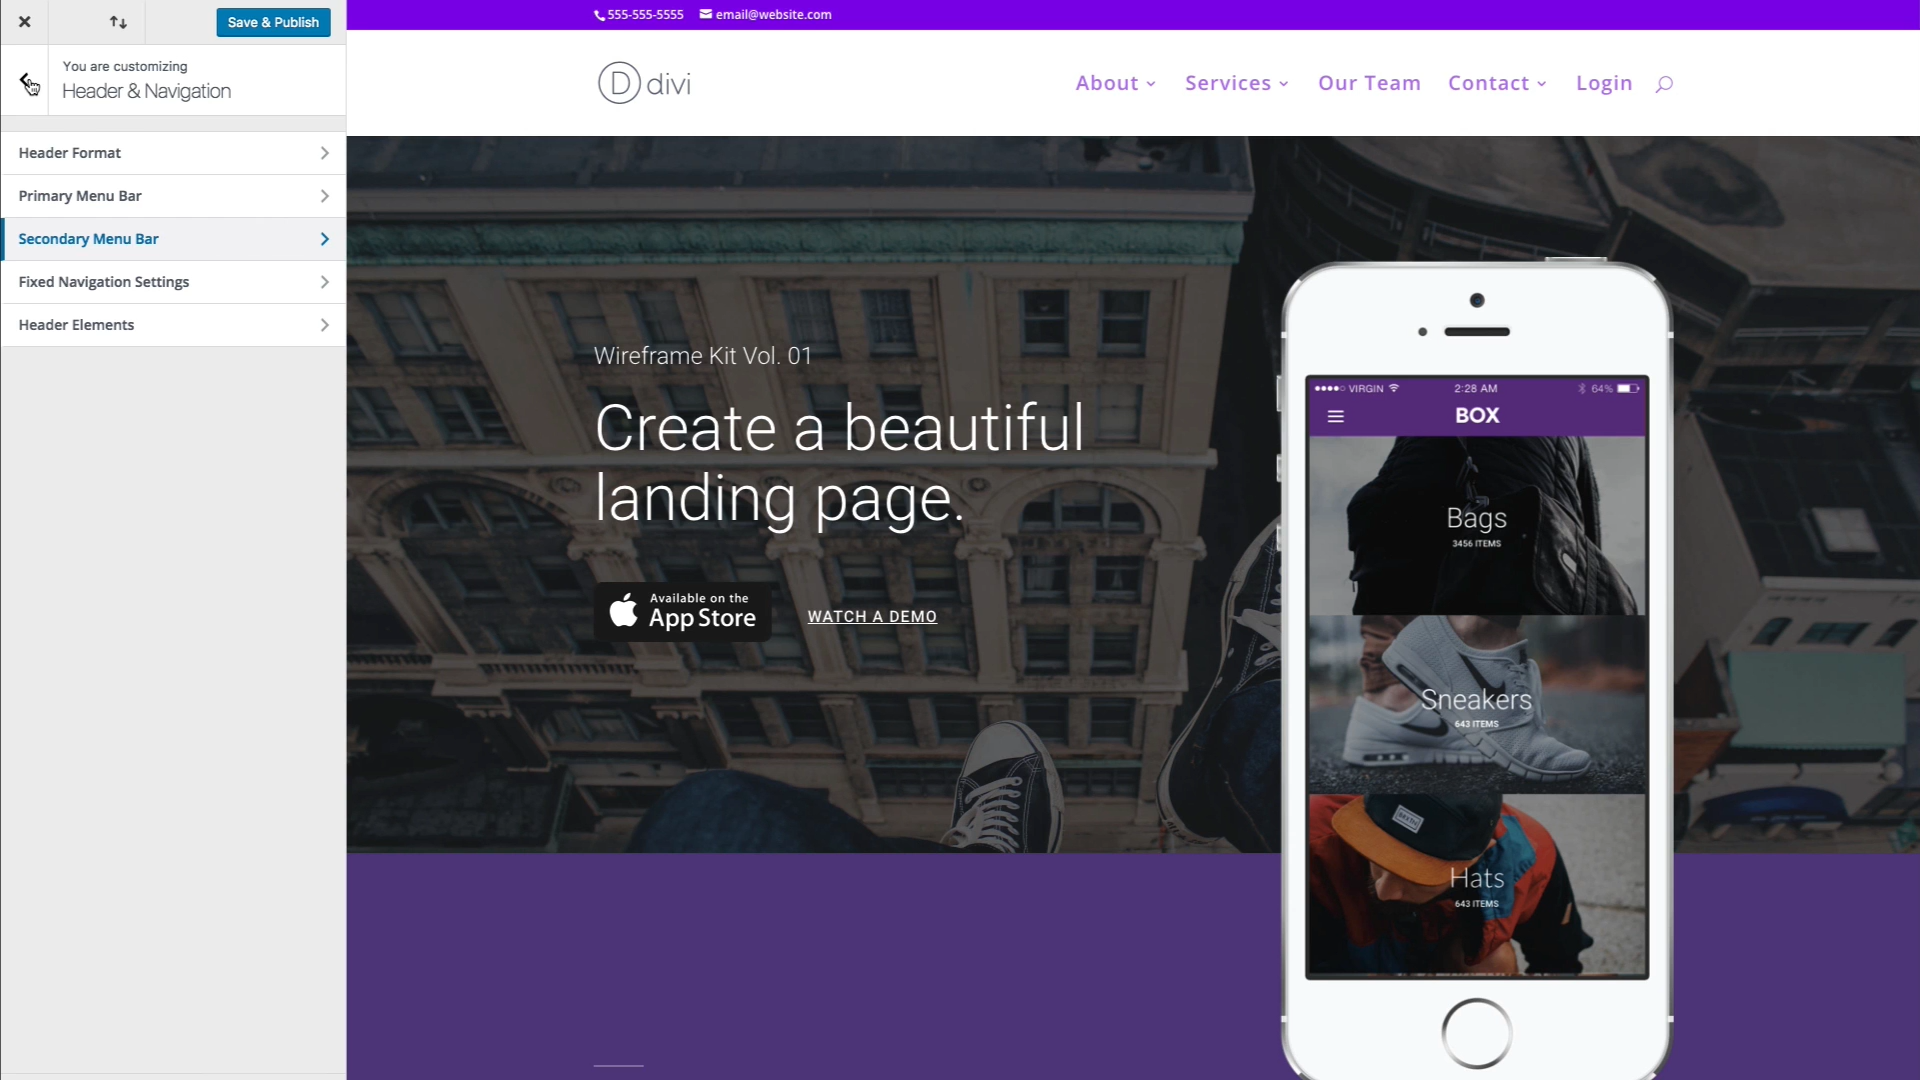 Save & Publish
You are customizing
Header & Navigation
Header Format
Primary Menu Bar
Secondary Menu Bar
Fixed Navigation Settings
Header Elements
555-555-5555 email@website.com
D divi
About Services Our Team Contact Login
Wireframe Kit Vol. 01
Create a beautiful
landing page.
Available on the
App Store
WATCH A DEMO
VIRGIN 2:28 AM 64%
BOX
Bags
3456 ITEMS
Sneakers
643 ITEMS
Hats
643 ITEMS